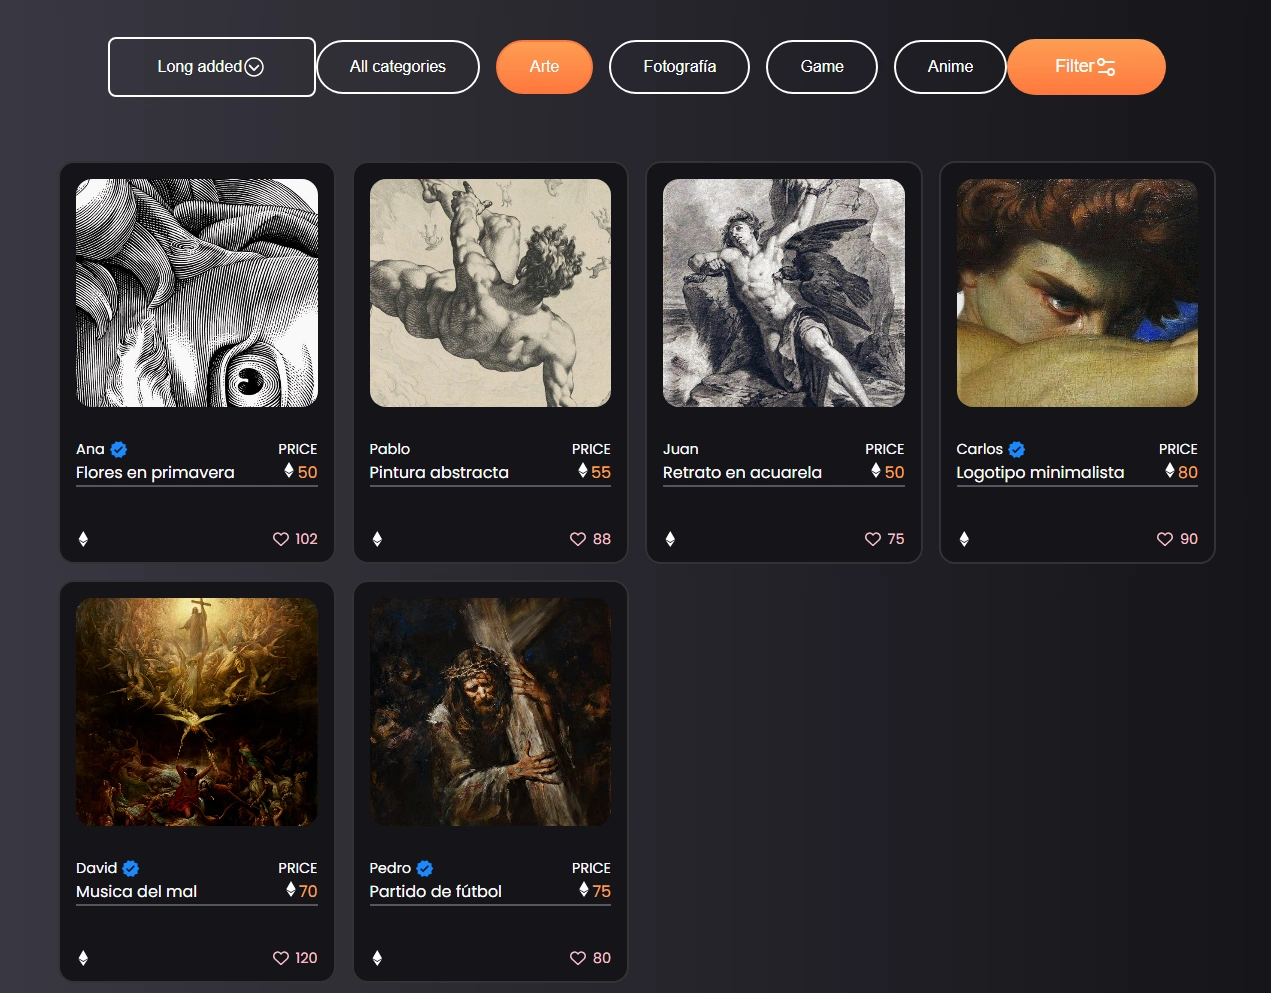 Long added
All categories
Arte
Fotografía
Game
Anime
Filter
Ana
PRICE
Flores en primavera
50
102
Pablo
PRICE
Pintura abstracta
55
88
Juan
PRICE
Retrato en acuarela
50
75
Carlos
PRICE
Logotipo minimalista
80
90
David
PRICE
Musica del mal
70
120
Pedro
PRICE
Partido de fútbol
75
80